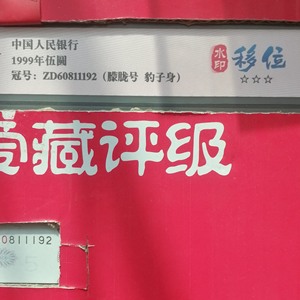 中国人民银行
1999年伍圆
冠号：ZD60811192（朦胧号 豹子身）
水印 移位
☆☆☆
爱藏评级
0811192